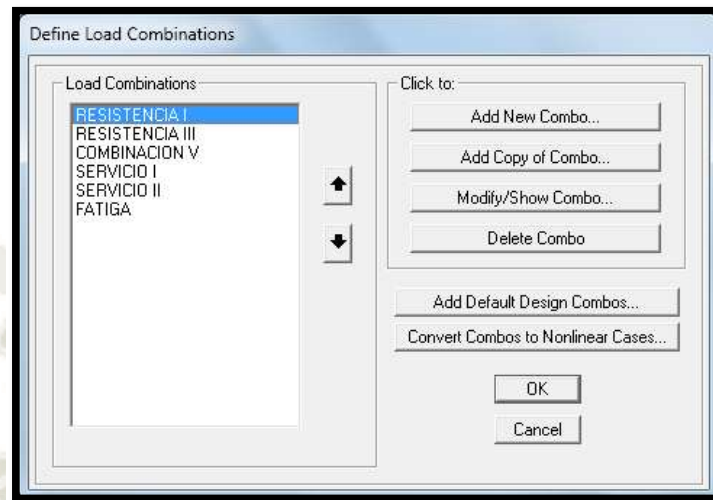 Define Load Combinations
Load Combinations
RESISTENCIA I
RESISTENCIA III
COMBINACION V
SERVICIO I
SERVICIO II
FATIGA
Click to:
Add New Combo...
Add Copy of Combo...
Modify/Show Combo...
Delete Combo
Add Default Design Combos...
Convert Combos to Nonlinear Cases...
OK
Cancel